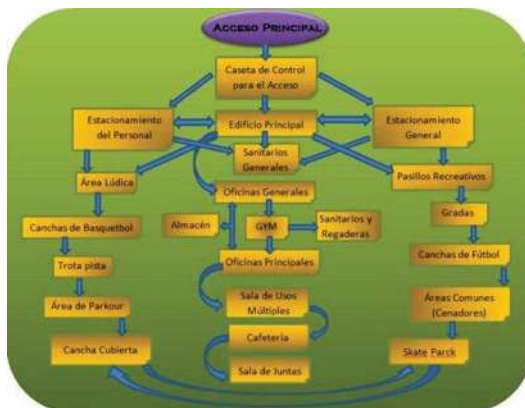 ACCESO PRINCIPAL
Caseta de Control
para el Acceso
Estacionamiento
del Personal
Edificio Principal
Estacionamiento
General
Sanitarios
Generales
Área Lúdica
Pasillos Recreativos
Oficinas Generales
Canchas de Basquetbol
Almacén
GYM
Sanitarios y
Regaderas
Gradas
Trota pista
Oficinas Principales
Canchas de Fútbol
Área de Parkour
Sala de Usos
Múltiples
Áreas Comunes
(Cenadores)
Cancha Cubierta
Cafetería
Skate Parck
Sala de Juntas